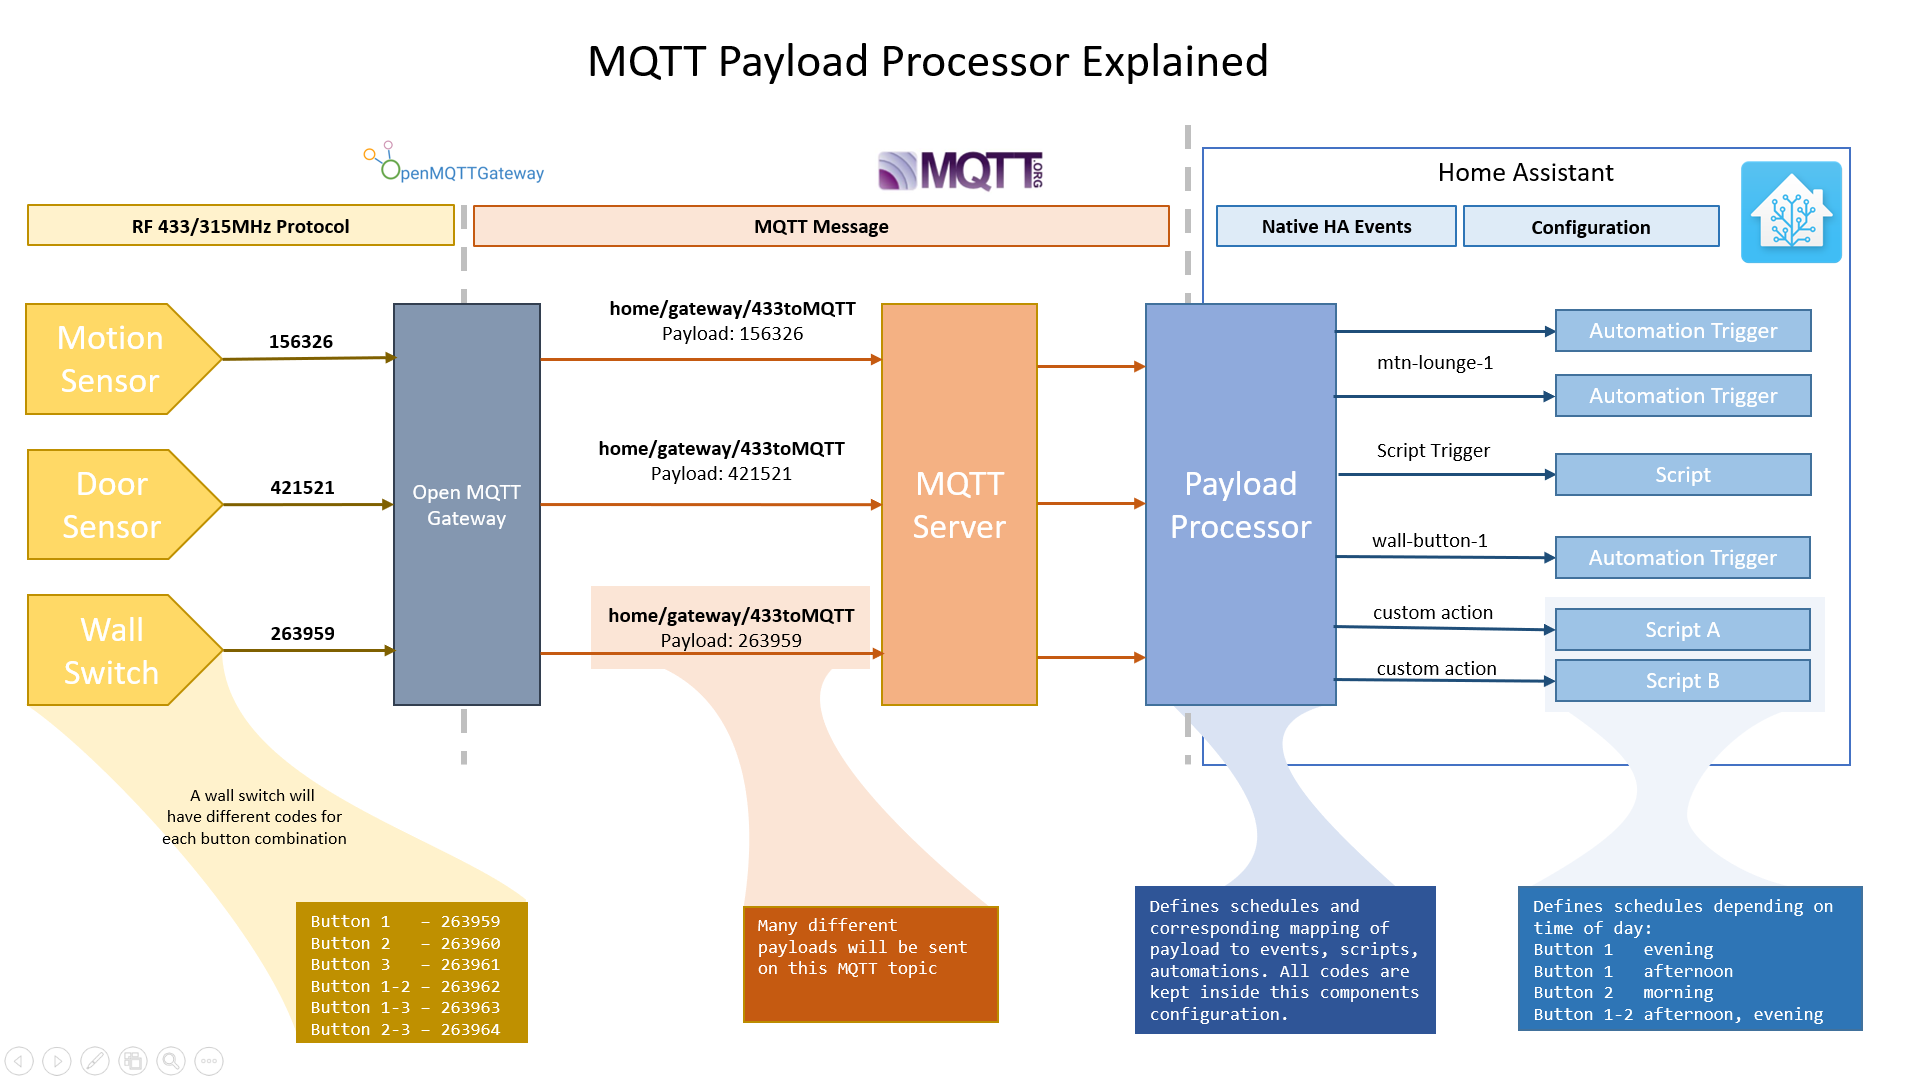 MQTT Payload Processor Explained
OpenMQTTGateway
MQTT.ORG
Home Assistant
RF 433/315MHz Protocol
MQTT Message
Native HA Events
Configuration
Motion
Sensor
156326
home/gateway/433toMQTT
Payload: 156326
Door
Sensor
421521
home/gateway/433toMQTT
Payload: 421521
Wall
Switch
263959
home/gateway/433toMQTT
Payload: 263959
Open MQTT
Gateway
MQTT
Server
Payload
Processor
Automation Trigger
mtn-lounge-1
Automation Trigger
Script Trigger
Script
wall-button-1
Automation Trigger
custom action
Script A
custom action
Script B
A wall switch will
have different codes for
each button combination
Button 1 – 263959
Button 2 – 263960
Button 3 – 263961
Button 1-2 – 263962
Button 1-3 – 263963
Button 2-3 – 263964
Many different
payloads will be sent
on this MQTT topic
Defines schedules and
corresponding mapping of
payload to events, scripts,
automations. All codes are
kept inside this components
configuration.
Defines schedules depending on
time of day:
Button 1 evening
Button 1 afternoon
Button 2 morning
Button 1-2 afternoon, evening